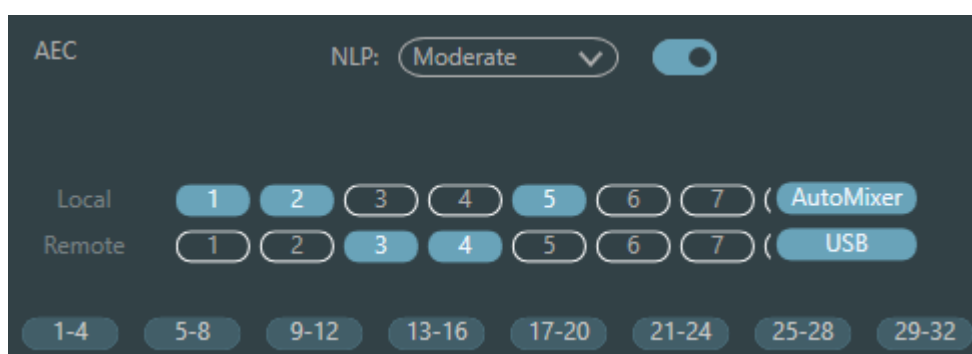 AEC NLP: Moderate
Local 1 2 3 4 5 6 7 AutoMixer
Remote 1 2 3 4 5 6 7 USB
1-4 5-8 9-12 13-16 17-20 21-24 25-28 29-32